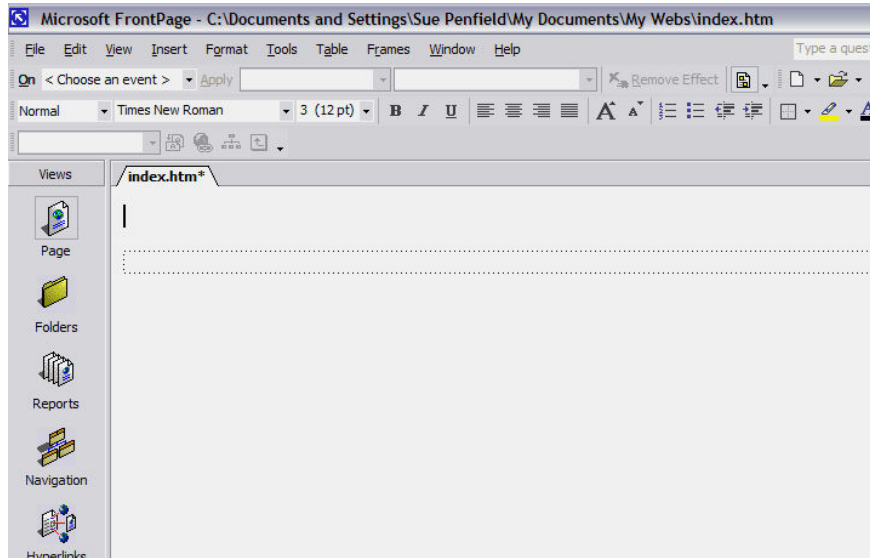 Microsoft FrontPage - C:\Documents and Settings\Sue Penfield\My Documents\My Webs\index.htm
File Edit View Insert Format Tools Table Frames Window Help Type a ques
On < Choose an event > Apply Remove Effect
Normal Times New Roman 3 (12 pt) B I U A A A
Views index.htm*
Page
Folders
Reports
Navigation
Hyperlinks